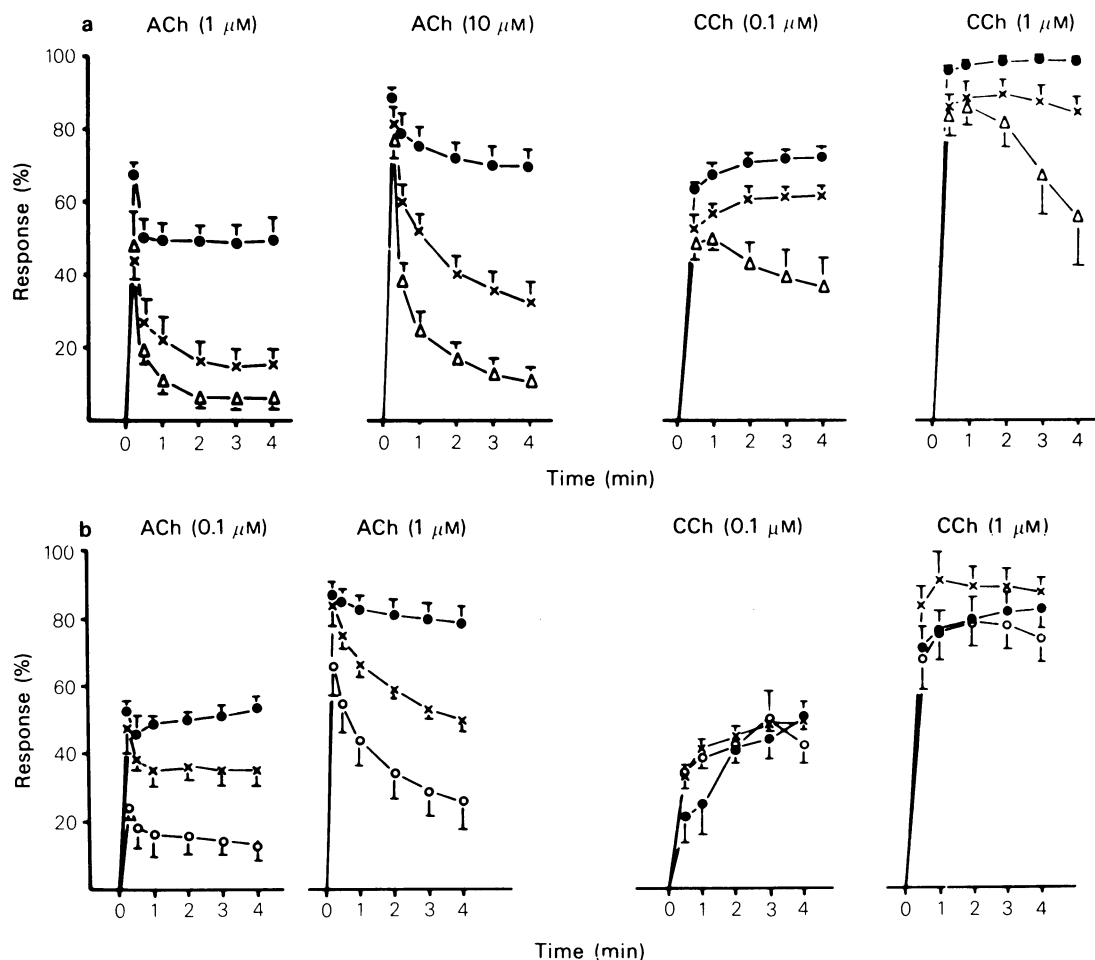 a
ACh (1 μM)
ACh (10 μM)
CCh (0.1 μM)
CCh (1 μM)
Response (%)
100
80
60
40
20
0 1 2 3 4
0 1 2 3 4
0 1 2 3 4
0 1 2 3 4
Time (min)
b
ACh (0.1 μM)
ACh (1 μM)
CCh (0.1 μM)
CCh (1 μM)
Response (%)
100
80
60
40
20
0 1 2 3 4
0 1 2 3 4
0 1 2 3 4
0 1 2 3 4
Time (min)